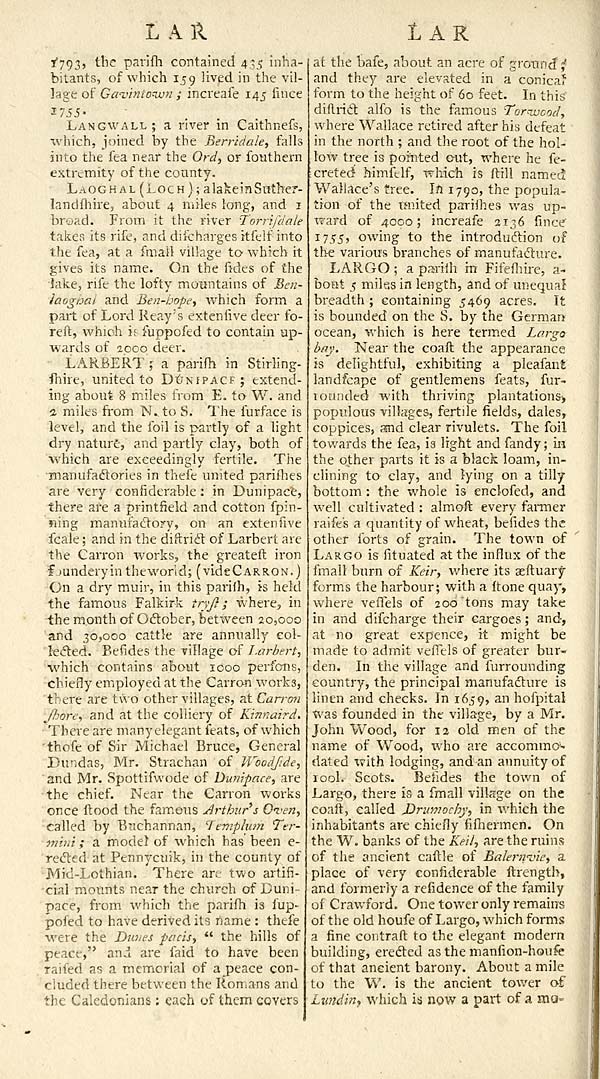 LAR
1793, the pariſh contained 435 inha-
bitants, of which 159 lived in the vil-
lage of Gavintown; increaſe 145 ſince
1755.
LANGWALL; a river in Caithneſs,
which, joined by the Berridale, falls
into the ſea near the Ord, or ſouthern
extremity of the county.
LAOGHAL (LOCH); a lake in Suther-
landſhire, about 4 miles long, and 1
broad. From it the river Torriſdale
takes its riſe, and diſcharges itſelf into
the ſea, at a ſmall village to which it
gives its name. On the ſides of the
lake, riſe the lofty mountains of Ben-
laoghal and Ben-hope, which form a
part of Lord Reay's extenſive deer fo-
reſt, which is ſuppoſed to contain up-
wards of 2000 deer.
LARBERT; a pariſh in Stirling-
ſhire, united to DUNIPACE; extend-
ing about 8 miles from E. to W. and
2 miles from N. to S. The ſurface is
level, and the ſoil is partly of a light
dry nature, and partly clay, both of
which are exceedingly fertile. The
manufactories in theſe united pariſhes
are very conſiderable: in Dunipace,
there are a printfield and cotton ſpin-
ning manufactory, on an extenſive
ſcale; and in the diſtrict of Larbert are
the Carron works, the greateſt iron
foundery in the world; (vide CARRON.)
On a dry muir, in this pariſh, is held
the famous Falkirk tryſt; where, in
the month of October, between 20,000
and 30,000 cattle are annually col-
lected. Beſides the village of Larbert,
which contains about 1000 perſons,
chiefly employed at the Carron works,
there are two other villages, at Carron
ſhore, and at the colliery of Kinnaird.
There are many elegant ſeats, of which
thoſe of Sir Michael Bruce, General
Dundas, Mr. Strachan of Woodſide,
and Mr. Spottiſwode of Dunipace, are
the chief. Near the Carron works
once ſtood the famous Arthur's Oven,
called by Buchannan, Templum Ter-
mini; a model of which has been e-
rected at Pennycuik, in the county of
Mid-Lothian. There are two artifi-
cial mounts near the church of Duni-
pace, from which the pariſh is ſup-
poſed to have derived its name: theſe
were the Dunes pacis, " the hills of
peace," and are ſaid to have been
raiſed as a memorial of a peace con-
cluded there between the Romans and
the Caledonians: each of them covers
LAR
at the baſe, about an acre of ground;
and they are elevated in a conical
form to the height of 60 feet. In this
diſtrict alſo is the famous Torwood,
where Wallace retired after his defeat
in the north; and the root of the hol-
low tree is pointed out, where he ſe-
creted himſelf, which is ſtill named
Wallace's tree. In 1790, the popula-
tion of the united pariſhes was up-
ward of 4000; increaſe 2136 ſince
1755, owing to the introduction of
the various branches of manufacture.
LARGO; a pariſh in Fifeſhire, a-
bout 5 miles in length, and of unequal
breadth; containing 5469 acres. It
is bounded on the S. by the German
ocean, which is here termed Largo
bay. Near the coaſt the appearance
is delightful, exhibiting a pleaſant
landſcape of gentlemens ſeats, ſur-
rounded with thriving plantations,
populous villages, fertile fields, dales,
coppices, and clear rivulets. The ſoil
towards the ſea, is light and ſandy; in
the other parts it is a black loam, in-
clining to clay, and lying on a tilly
bottom: the whole is encloſed, and
well cultivated: almoſt every farmer
raiſes a quantity of wheat, beſides the
other ſorts of grain. The town of
LARGO is ſituated at the influx of the
ſmall burn of Keir, where its æſtuary
forms the harbour; with a ſtone quay,
where veſſels of 200 tons may take
in and diſcharge their cargoes; and,
at no great expence, it might be
made to admit veſſels of greater bur-
den. In the village and ſurrounding
country, the principal manufacture is
linen and checks. In 1659, an hoſpital
was founded in the village, by a Mr.
John Wood, for 12 old men of the
name of Wood, who are accommo-
dated with lodging, and an annuity of
100l. Scots. Beſides the town of
Largo, there is a ſmall village on the
coaſt, called Drumochy, in which the
inhabitants are chiefly fiſhermen. On
the W. banks of the Keil, are the ruins
of the ancient caſtle of Balernvie, a
place of very conſiderable ſtrength,
and formerly a reſidence of the family
of Crawford. One tower only remains
of the old houſe of Largo, which forms
a fine contraſt to the elegant modern
building, erected as the manſion-houſe
of that ancient barony. About a mile
to the W. is the ancient tower of
Lundin, which is now a part of a mo-